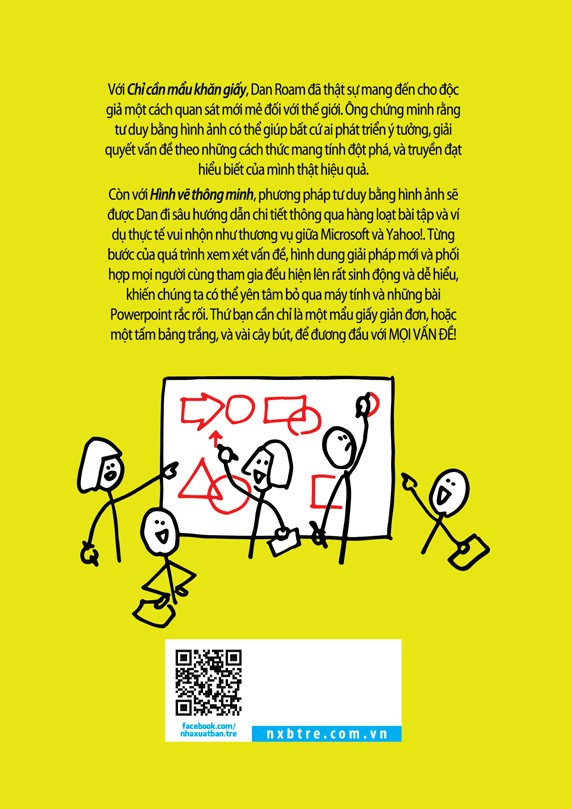 Với Chỉ cần mẩu khăn giấy, Dan Roam đã thật sự mang đến cho độc
giả một cách quan sát mới mẻ đối với thế giới. Ông chứng minh rằng
tư duy bằng hình ảnh có thể giúp bất cứ ai phát triển ý tưởng, giải
quyết vấn đề theo những cách thức mang tính đột phá, và truyền đạt
hiểu biết của mình thật hiệu quả.
Còn với Hình vẽ thông minh, phương pháp tư duy bằng hình ảnh sẽ
được Dan đi sâu hướng dẫn chi tiết thông qua hàng loạt bài tập và ví
dụ thực tế vui nhộn như thương vụ giữa Microsoft và Yahoo!. Từng
bước của quá trình xem xét vấn đề, hình dung giải pháp mới và phối
hợp mọi người cùng tham gia đều hiện lên rất sinh động và dễ hiểu,
khiến chúng ta có thể yên tâm bỏ qua máy tính và những bài
Powerpoint rắc rối. Thứ bạn cần chỉ là một mẩu giấy giản đơn, hoặc
một tấm bảng trắng, và vài cây bút, để đương đầu với MỌI VẤN ĐỀ!
facebook.com/
nhaxuatban.tre
nxbtre.com.vn